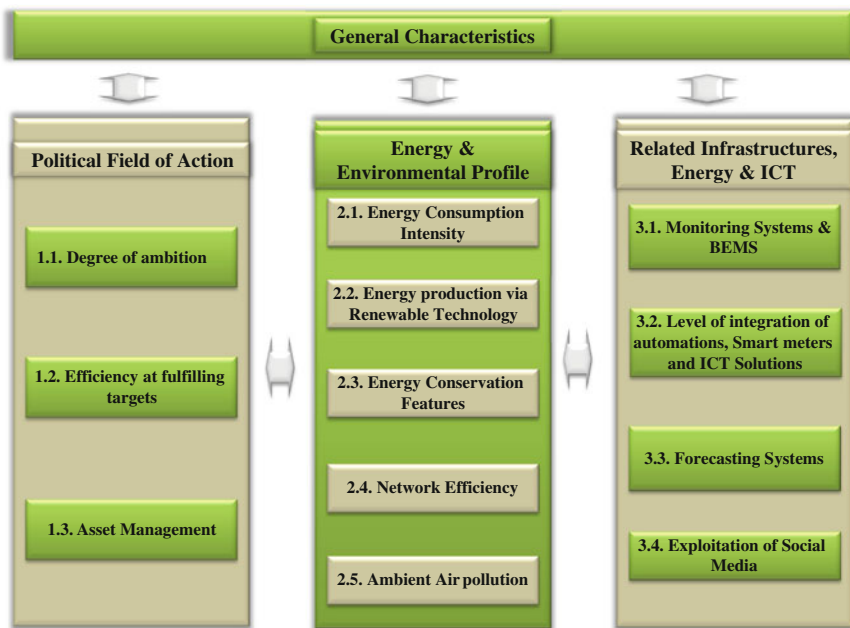 General Characteristics
Political Field of Action
1.1. Degree of ambition
1.2. Efficiency at fulfilling
targets
1.3. Asset Management
Energy &
Environmental Profile
2.1. Energy Consumption
Intensity
2.2. Energy production via
Renewable Technology
2.3. Energy Conservation
Features
2.4. Network Efficiency
2.5. Ambient Air pollution
Related Infrastructures,
Energy & ICT
3.1. Monitoring Systems &
BEMS
3.2. Level of integration of
automations, Smart meters
and ICT Solutions
3.3. Forecasting Systems
3.4. Exploitation of Social
Media